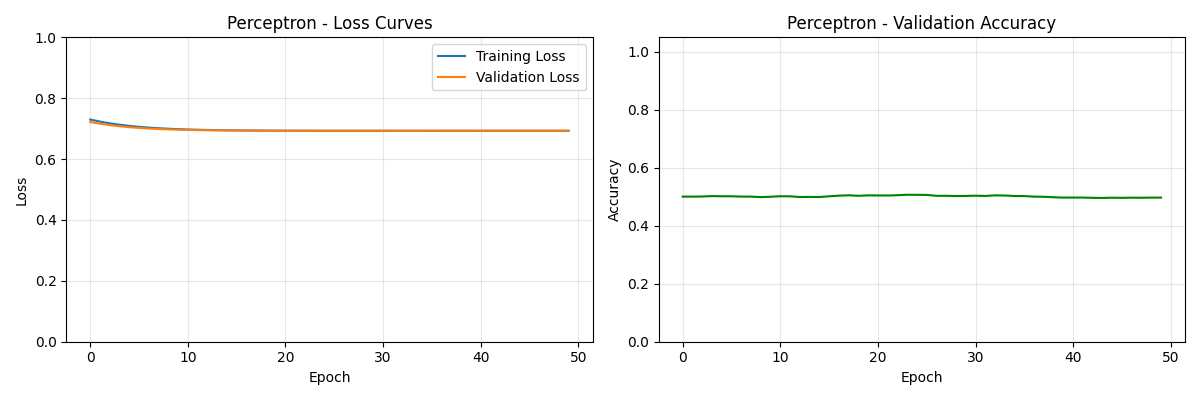 Perceptron - Loss Curves
1.0
0.8
0.6
0.4
0.2
0.0
Loss
Training Loss
Validation Loss
0 10 20 30 40 50
Epoch
Perceptron - Validation Accuracy
1.0
0.8
0.6
0.4
0.2
0.0
Accuracy
0 10 20 30 40 50
Epoch